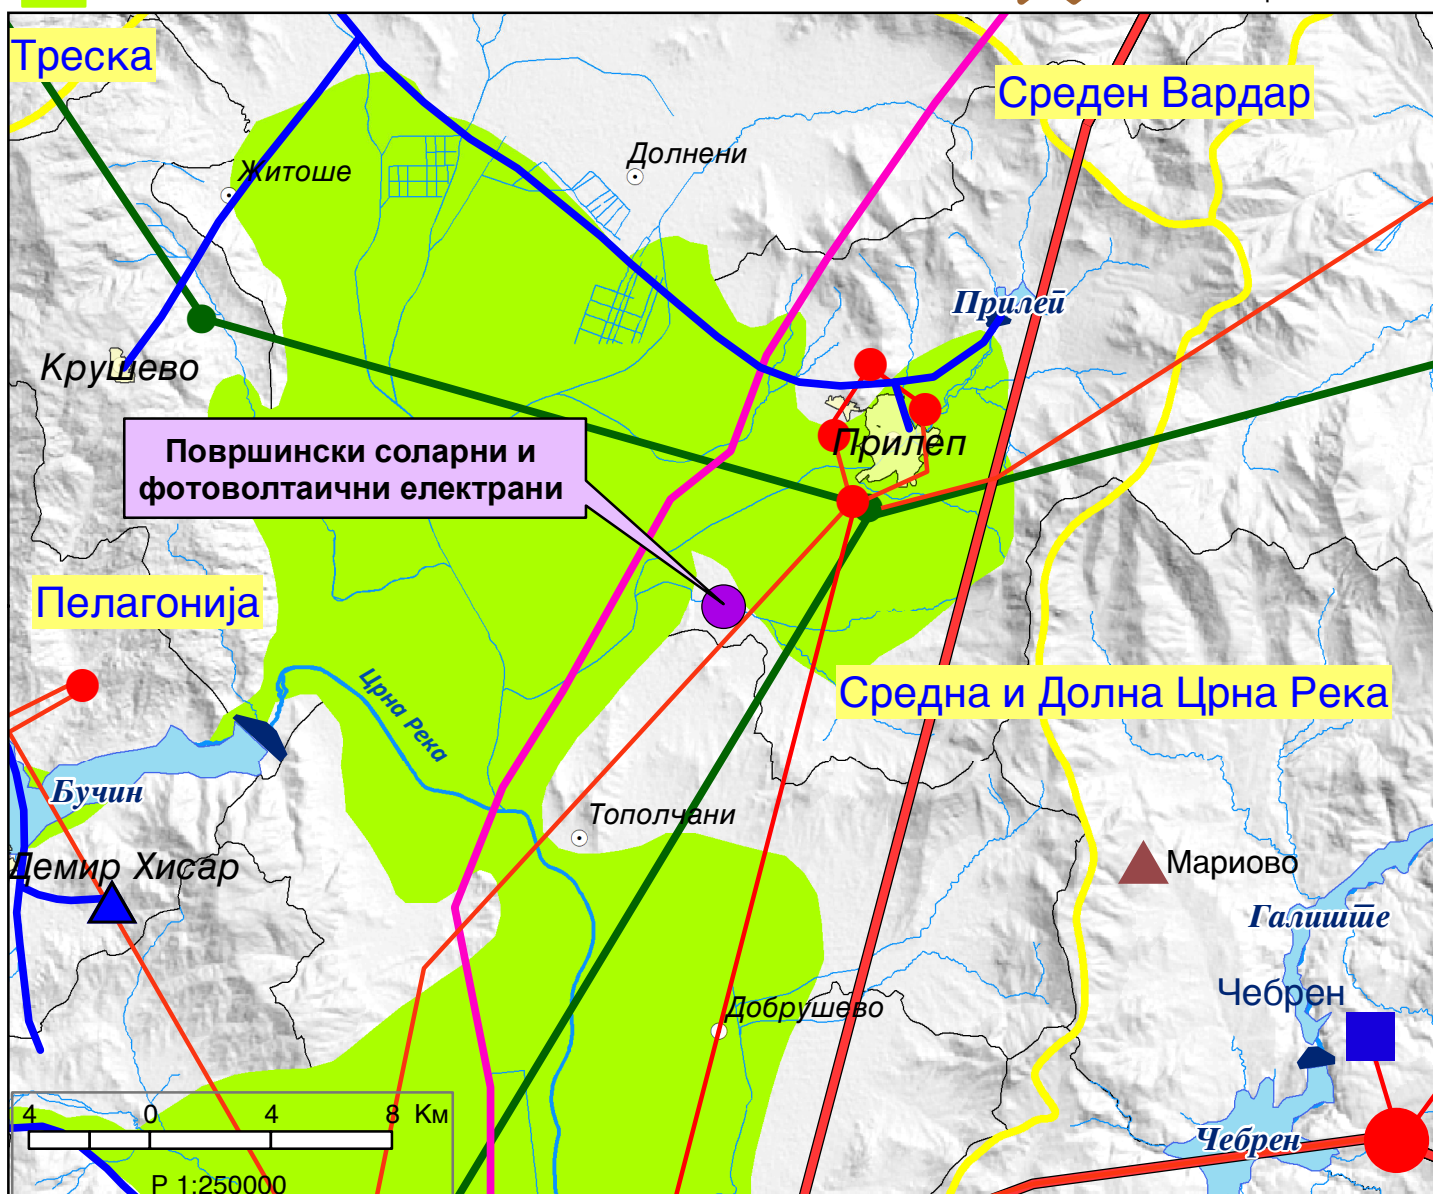 Треска
Среден Вардар
Долнени
Житоше
Прилеп
Крушево
Прилеп
Површински соларни и
фотоволтаични електрани
Пелагонија
Црна Река
Средна и Долна Црна Река
Бучин
Тополчани
Демир Хисар
Мариово
Галиште
Чебрен
Добрушево
4 0 4 8 Км
Чебрен
Р 1:250000